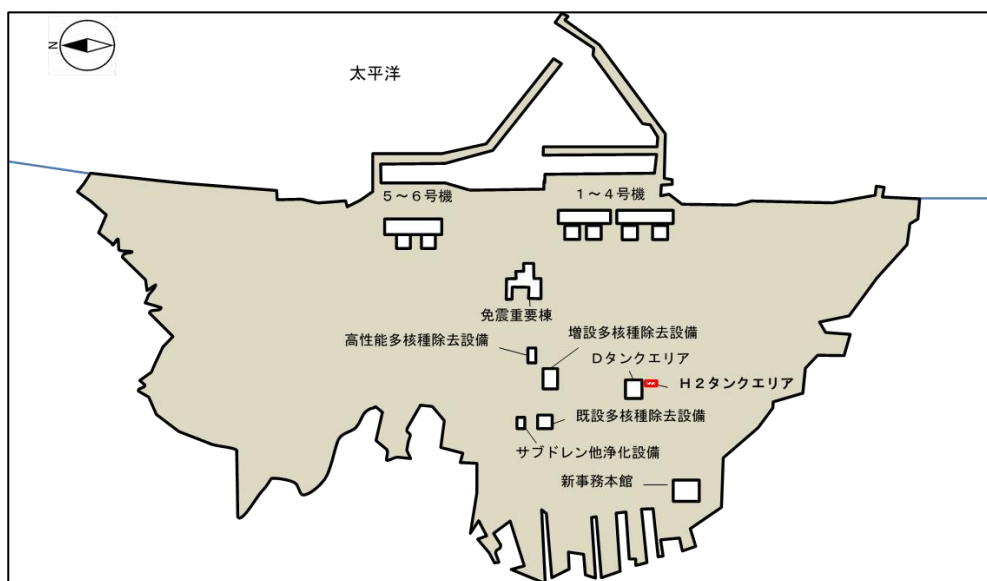 N
太平洋
５～６号機
１～４号機
免震重要棟
高性能多核種除去設備
増設多核種除去設備
Ｄタンクエリア
Ｈ２タンクエリア
既設多核種除去設備
サブドレン他浄化設備
新事務本館